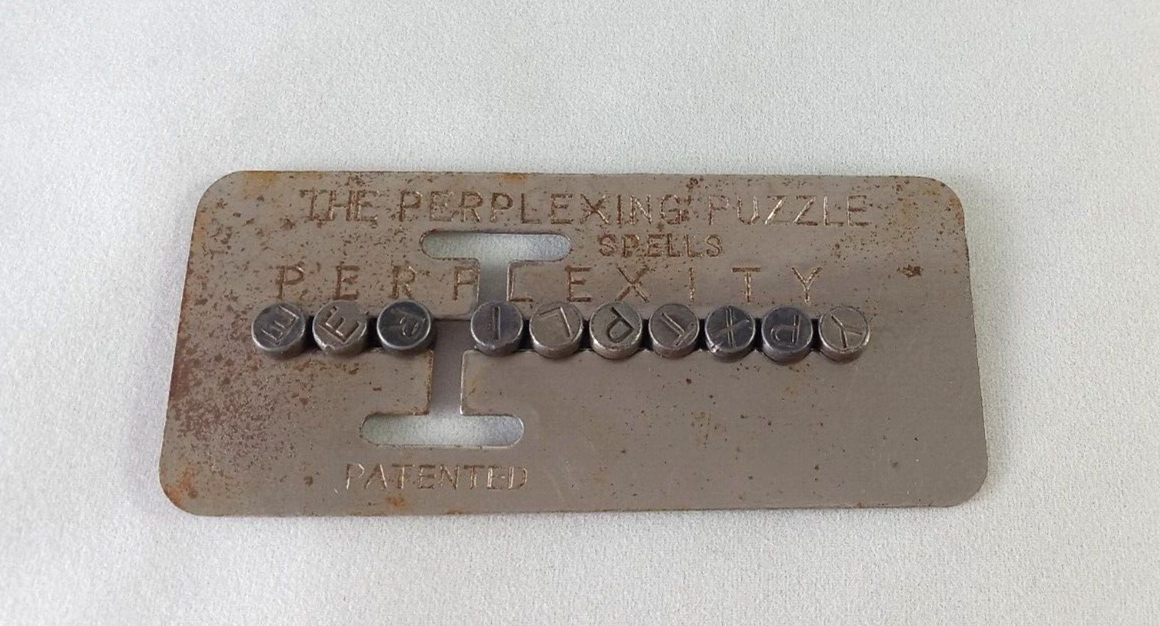 THE PERPLEXING PUZZLE
SPELLS
PERPLEXITY
E E R I L P T X P Y
PATENTED